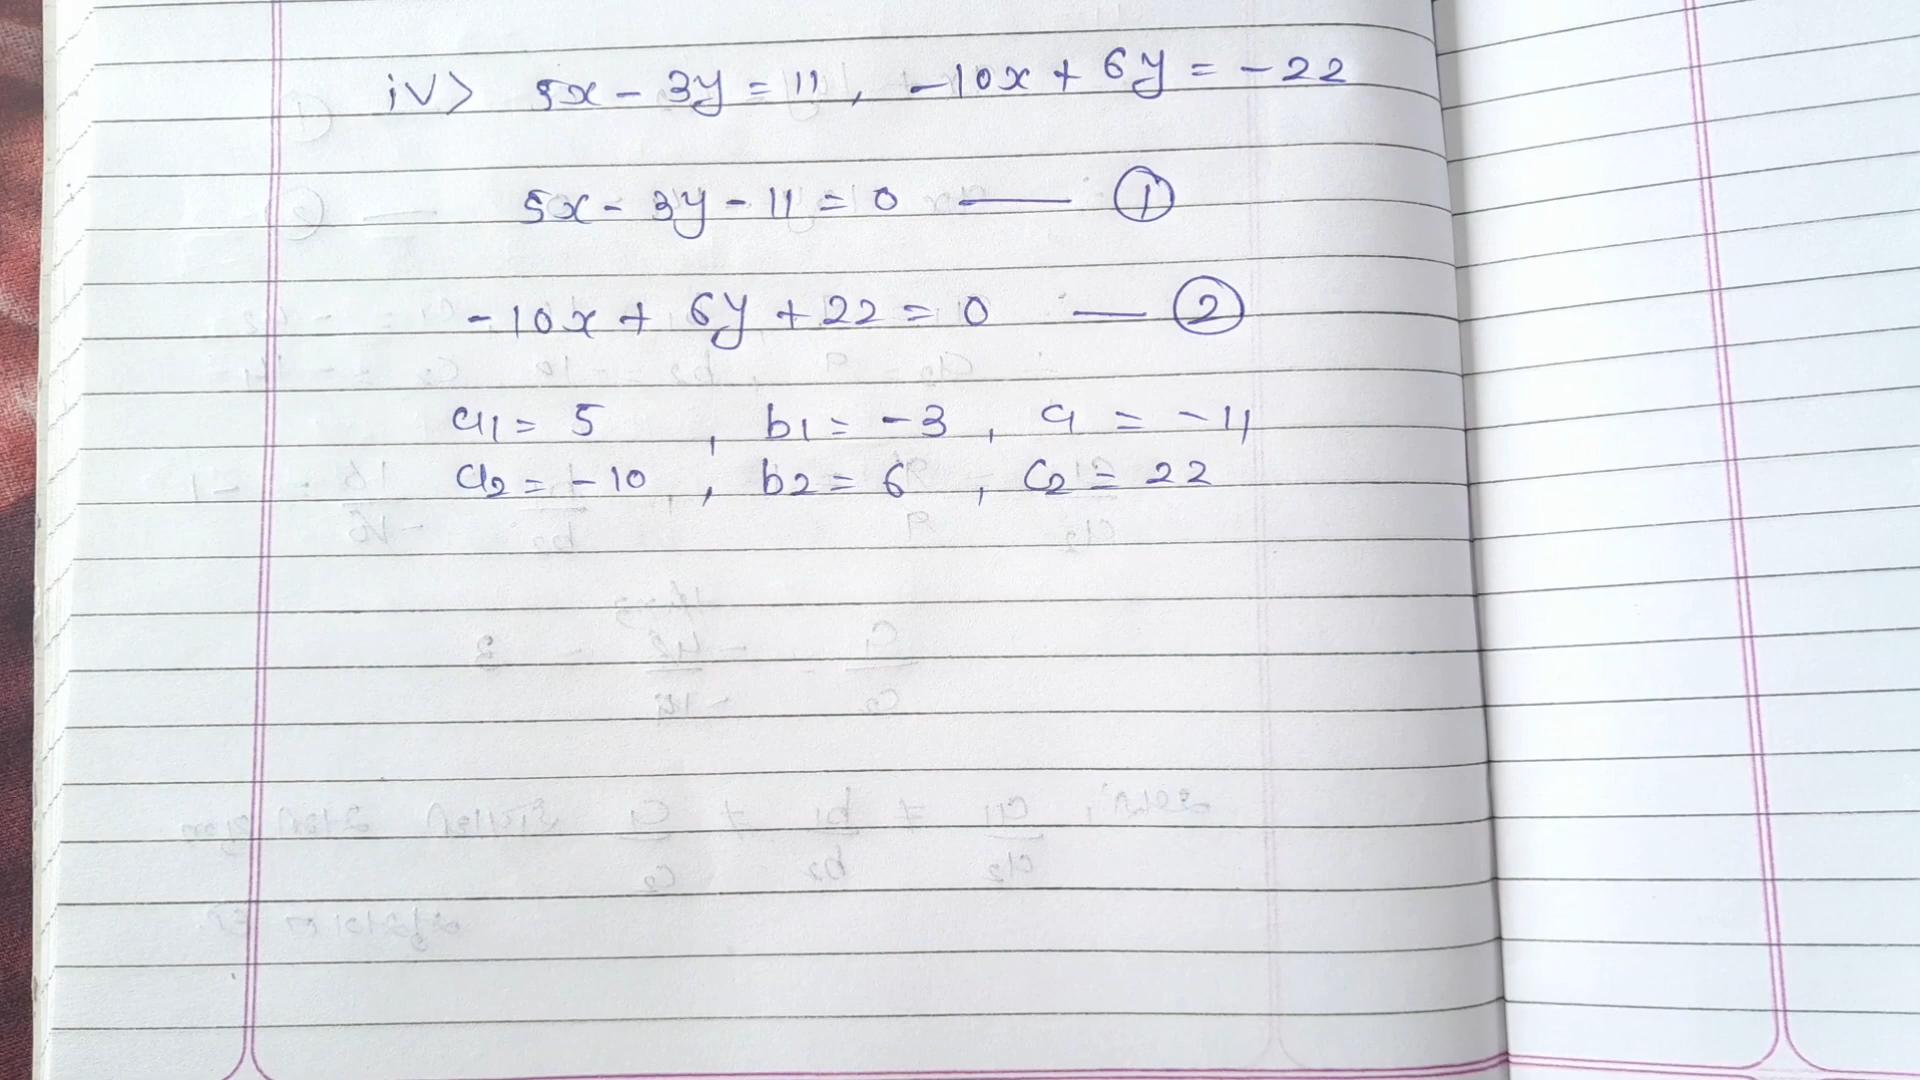 iv> 5x - 3y = 11 , -10x + 6y = -22
5x - 3y - 11 = 0 —— ①
-10x + 6y + 22 = 0 — ②
a1 = 5 , b1 = -3 , c1 = -11
a2 = -10 , b2 = 6 , c2 = 22